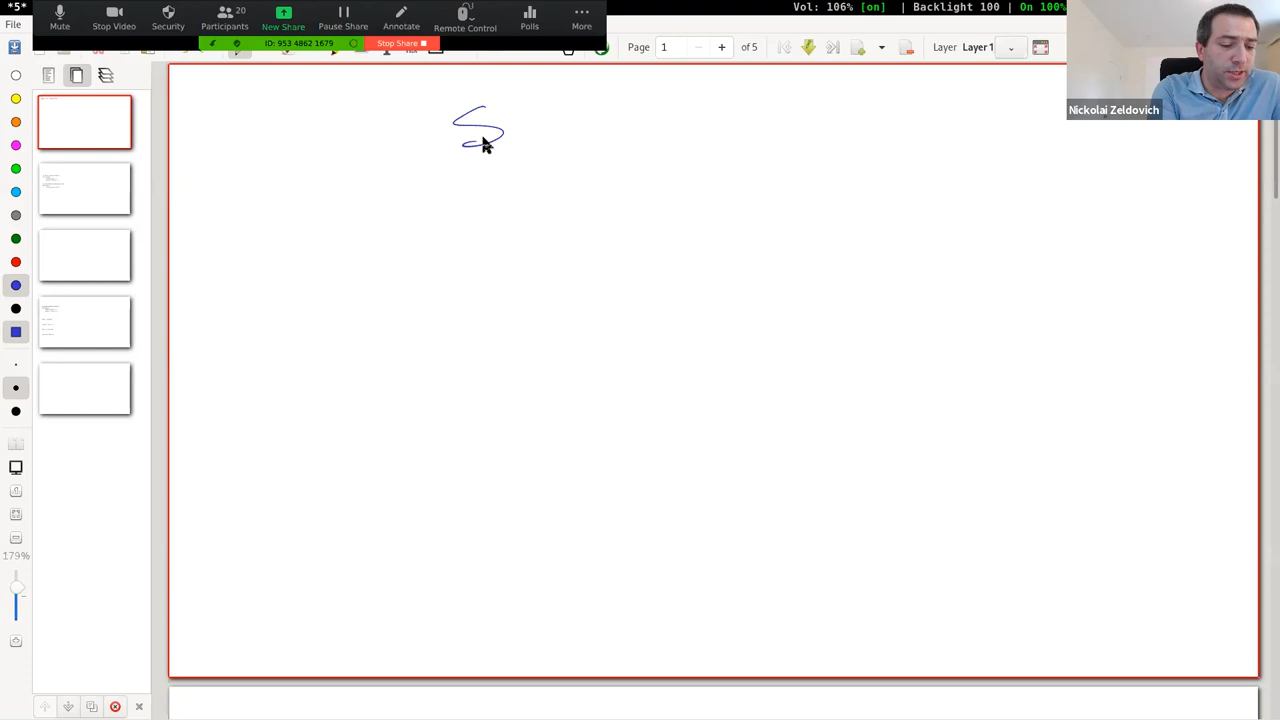 *5*
Mute
Stop Video
Security
Participants 20
New Share
Pause Share
Annotate
Remote Control
Polls
More
ID: 953 4862 1679
Stop Share
Vol: 106% [on] | Backlight 100 | On 100%
File
Page 1 of 5
Layer Layer 1
Nickolai Zeldovich
S
179%